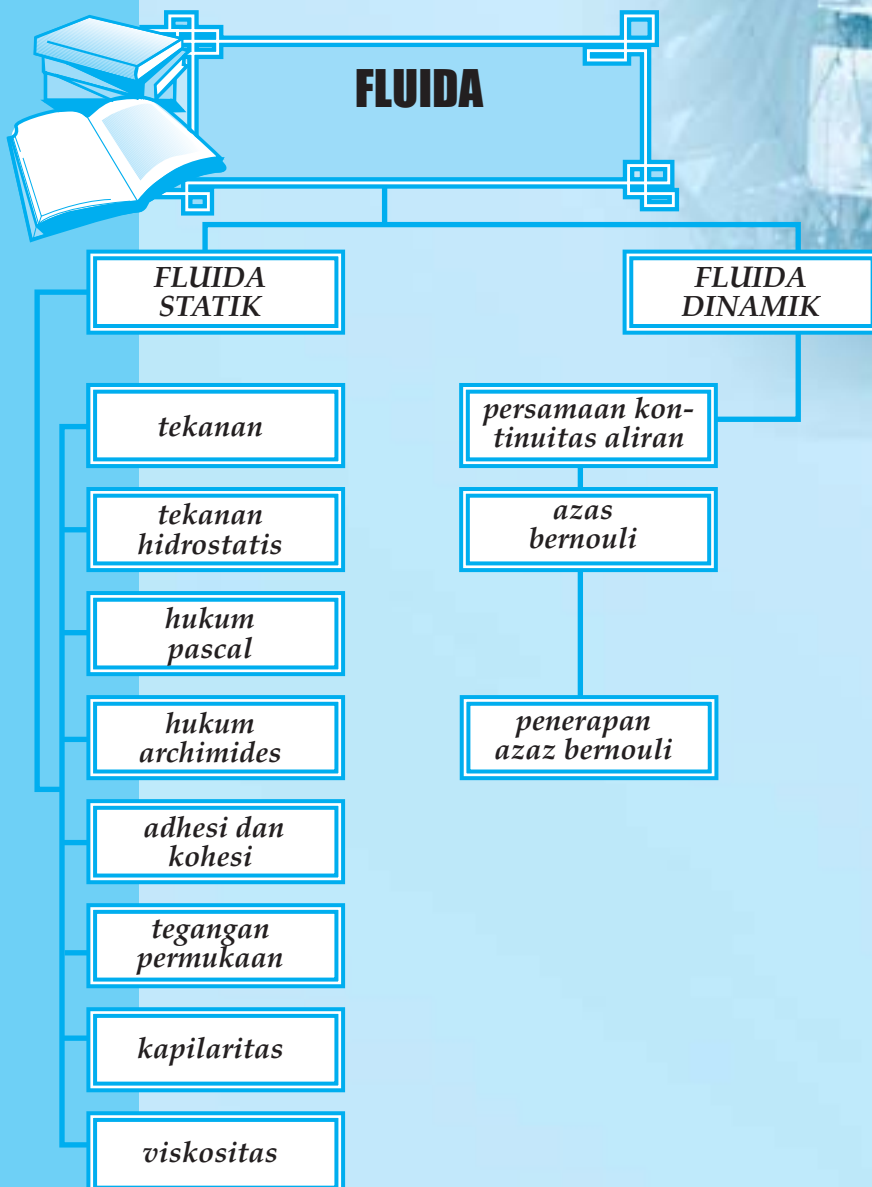 FLUIDA
FLUIDA
STATIK
FLUIDA
DINAMIK
tekanan
tekanan
hidrostatis
hukum
pascal
hukum
archimides
adhesi dan
kohesi
tegangan
permukaan
kapilaritas
viskositas
persamaan kon-
tinuitas aliran
azas
bernouli
penerapan
azaz bernouli